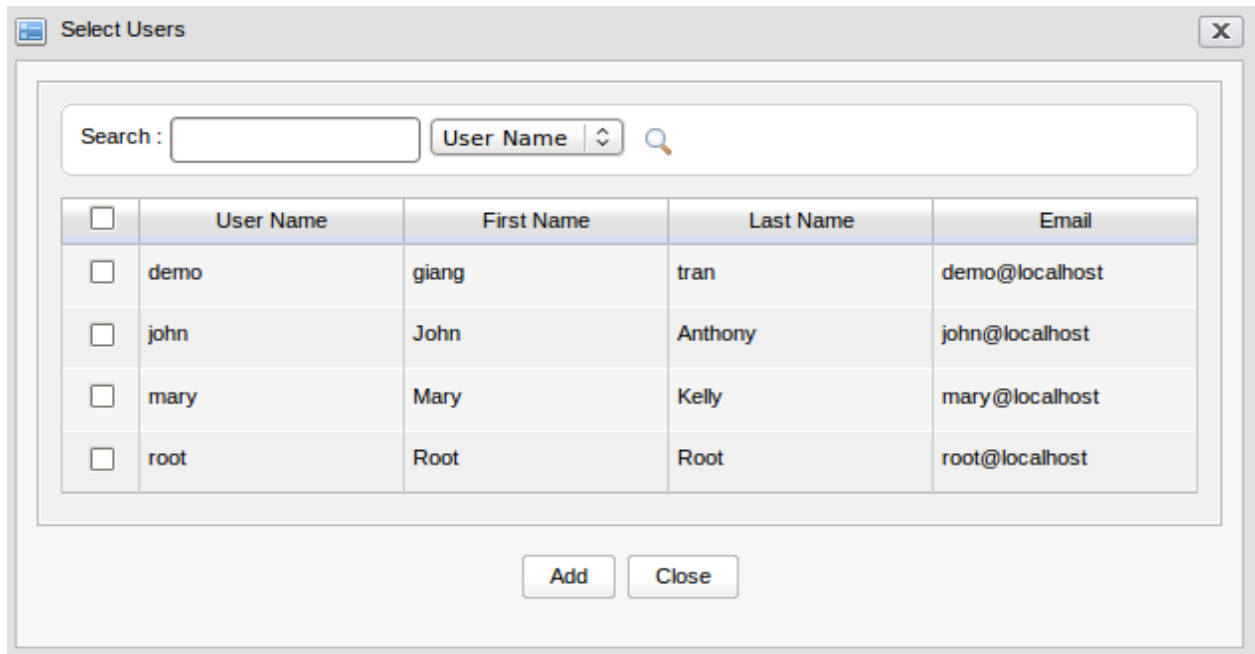 Select Users
X
Search :
User Name
User Name First Name Last Name Email
demo giang tran demo@localhost
john John Anthony john@localhost
mary Mary Kelly mary@localhost
root Root Root root@localhost
Add Close